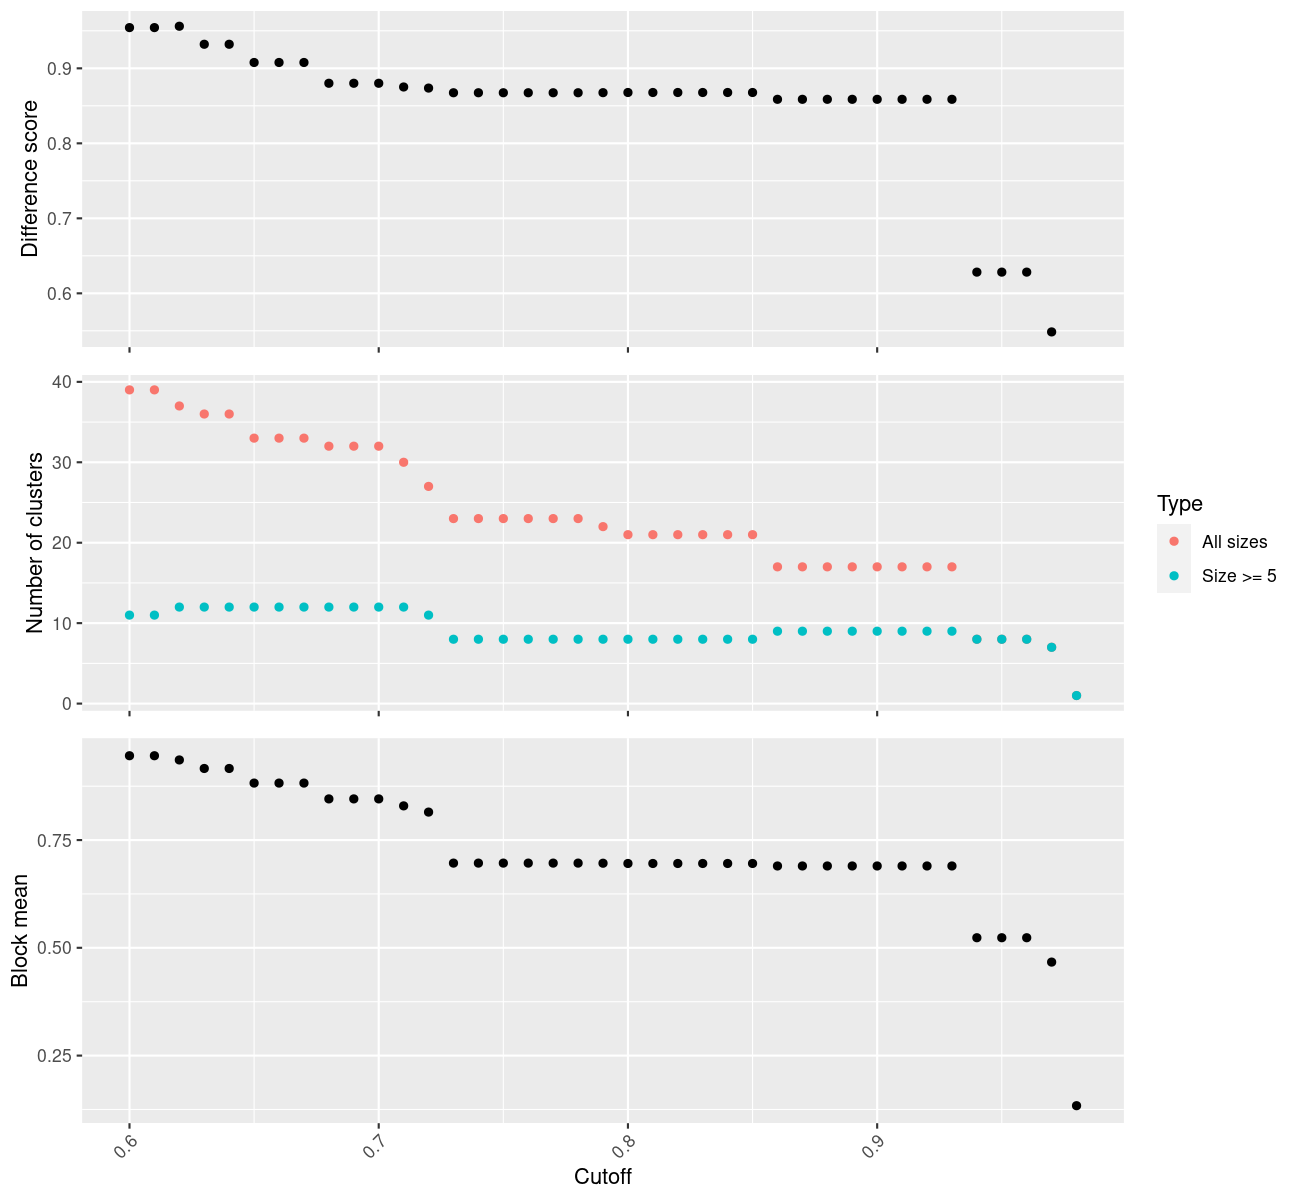 Difference score
0.9
0.8
0.7
0.6
Number of clusters
40
30
20
10
0
Type
All sizes
Size >= 5
Block mean
0.75
0.50
0.25
0.6
0.7
0.8
0.9
Cutoff